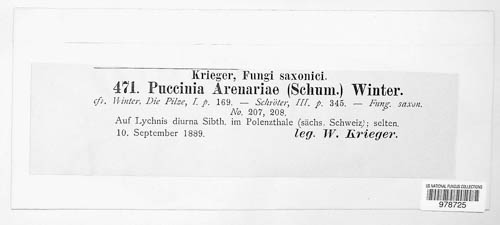 Krieger, Fungi saxonici.
471. Puccinia Arenariae (Schum.) Winter.
cfr. Winter. Die Pilze, I. p. 169. — Schröter, III. p. 345. — Fung. saxon.
No. 207, 208.
Auf Lychnis diurna Sibth. im Polenzthale (sächs. Schweiz); selten.
10. September 1889. leg. W. Krieger.
US NATIONAL FUNGUS COLLECTIONS
978725